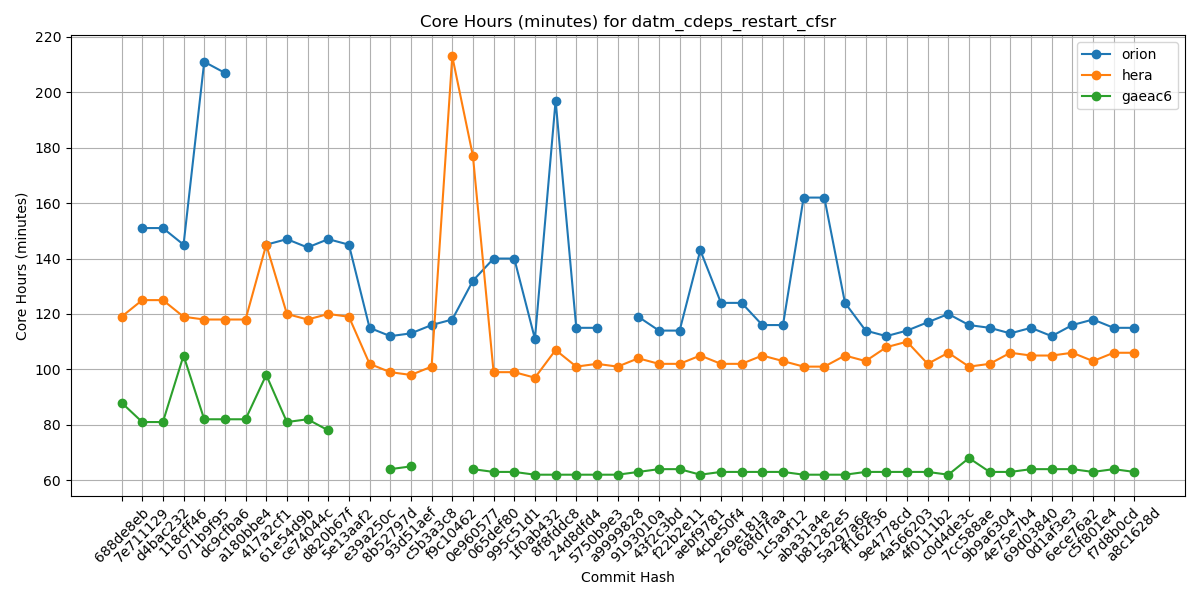 Core Hours (minutes) for datm_cdeps_restart_cfsr
220
200
180
160
140
120
100
80
60
Core Hours (minutes)
orion
hera
gaeac6
688de8eb
7e711129
d4bac232
118cff46
071b9f95
dc9cfba6
a180bbe4
417a2cf1
61e54d9b
ce74044c
d820b67f
5e13aaf2
e39a250c
8b52797d
93d51aef
c5b3a3c8
f9c10462
0e960577
065def80
995c51d1
1f0ab432
8f8fddc8
24d8dfd4
5750b9e3
a9999828
9193010a
43f253bd
f22b2e11
aebf9781
4cbe50f4
269e181a
68fd7faa
1c5a9f12
aba31a4e
b81282e5
5a297a6e
ff162f36
9e4778cd
4a566203
4f0111b2
c0d4de3c
7cc588ae
9b9a6304
4e75e7b4
69d03840
0d1af3e3
6ece76a2
c5f801e4
f7d8b0cd
a8c1628d
Commit Hash